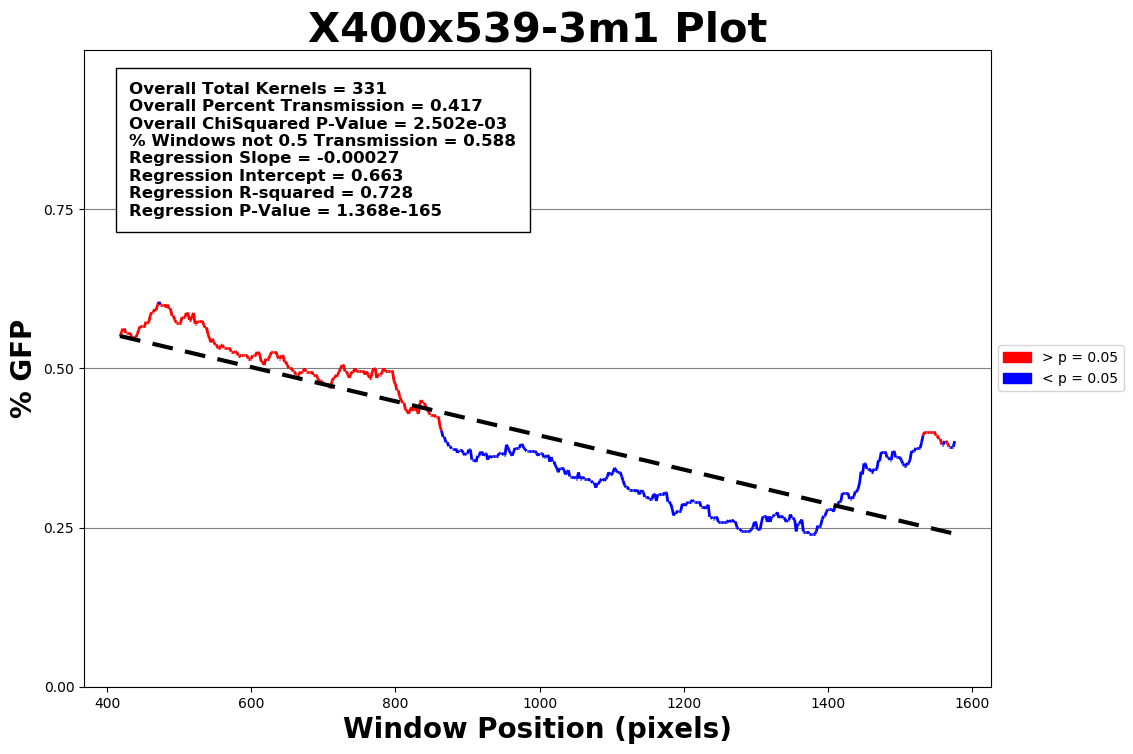 X400x539-3m1 Plot
Overall Total Kernels = 331
Overall Percent Transmission = 0.417
Overall ChiSquared P-Value = 2.502e-03
% Windows not 0.5 Transmission = 0.588
Regression Slope = -0.00027
Regression Intercept = 0.663
Regression R-squared = 0.728
Regression P-Value = 1.368e-165
% GFP
0.75
0.50
0.25
0.00
> p = 0.05
< p = 0.05
400 600 800 1000 1200 1400 1600
Window Position (pixels)